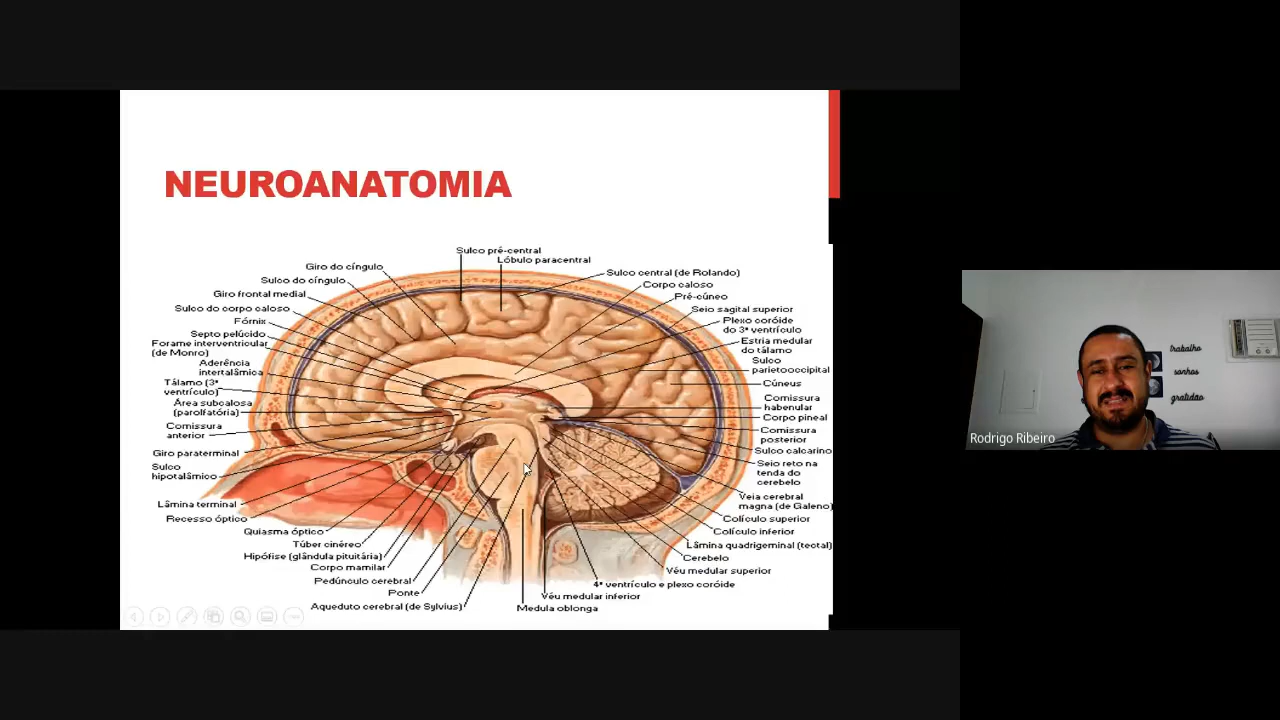 NEUROANATOMIA
Sulco pré-central
Lóbulo paracentral
Giro do cíngulo
Sulco do cíngulo
Giro frontal medial
Sulco do corpo caloso
Fórnix
Septo pelúcido
Forame interventricular
(de Monro)
Aderência
intertalâmica
Tálamo (3º
ventrículo)
Área subcalosa
(parolfatória)
Comissura
anterior
Giro paraterminal
Sulco
hipotalâmico
Lâmina terminal
Recesso óptico
Quiasma óptico
Túber cinéreo
Hipófise (glândula pituitária)
Corpo mamilar
Pedúnculo cerebral
Ponte
Aqueduto cerebral (de Sylvius)
Sulco central (de Rolando)
Corpo caloso
Pré-cúneo
Seio sagital superior
Plexo coróide
do 3º ventrículo
Estria medular
do tálamo
Sulco
parietooccipital
Cúneus
Comissura
habenular
Corpo pineal
Comissura
posterior
Sulco calcarino
Seio reto na
tenda do
cerebelo
Veia cerebral
magna (de Galeno)
Colículo superior
Colículo inferior
Lâmina quadrigeminal (tectal)
Cerebelo
Véu medular superior
4º ventrículo e plexo coróide
Véu medular inferior
Medula oblonga
trabalho
sonhos
gratidão
Rodrigo Ribeiro